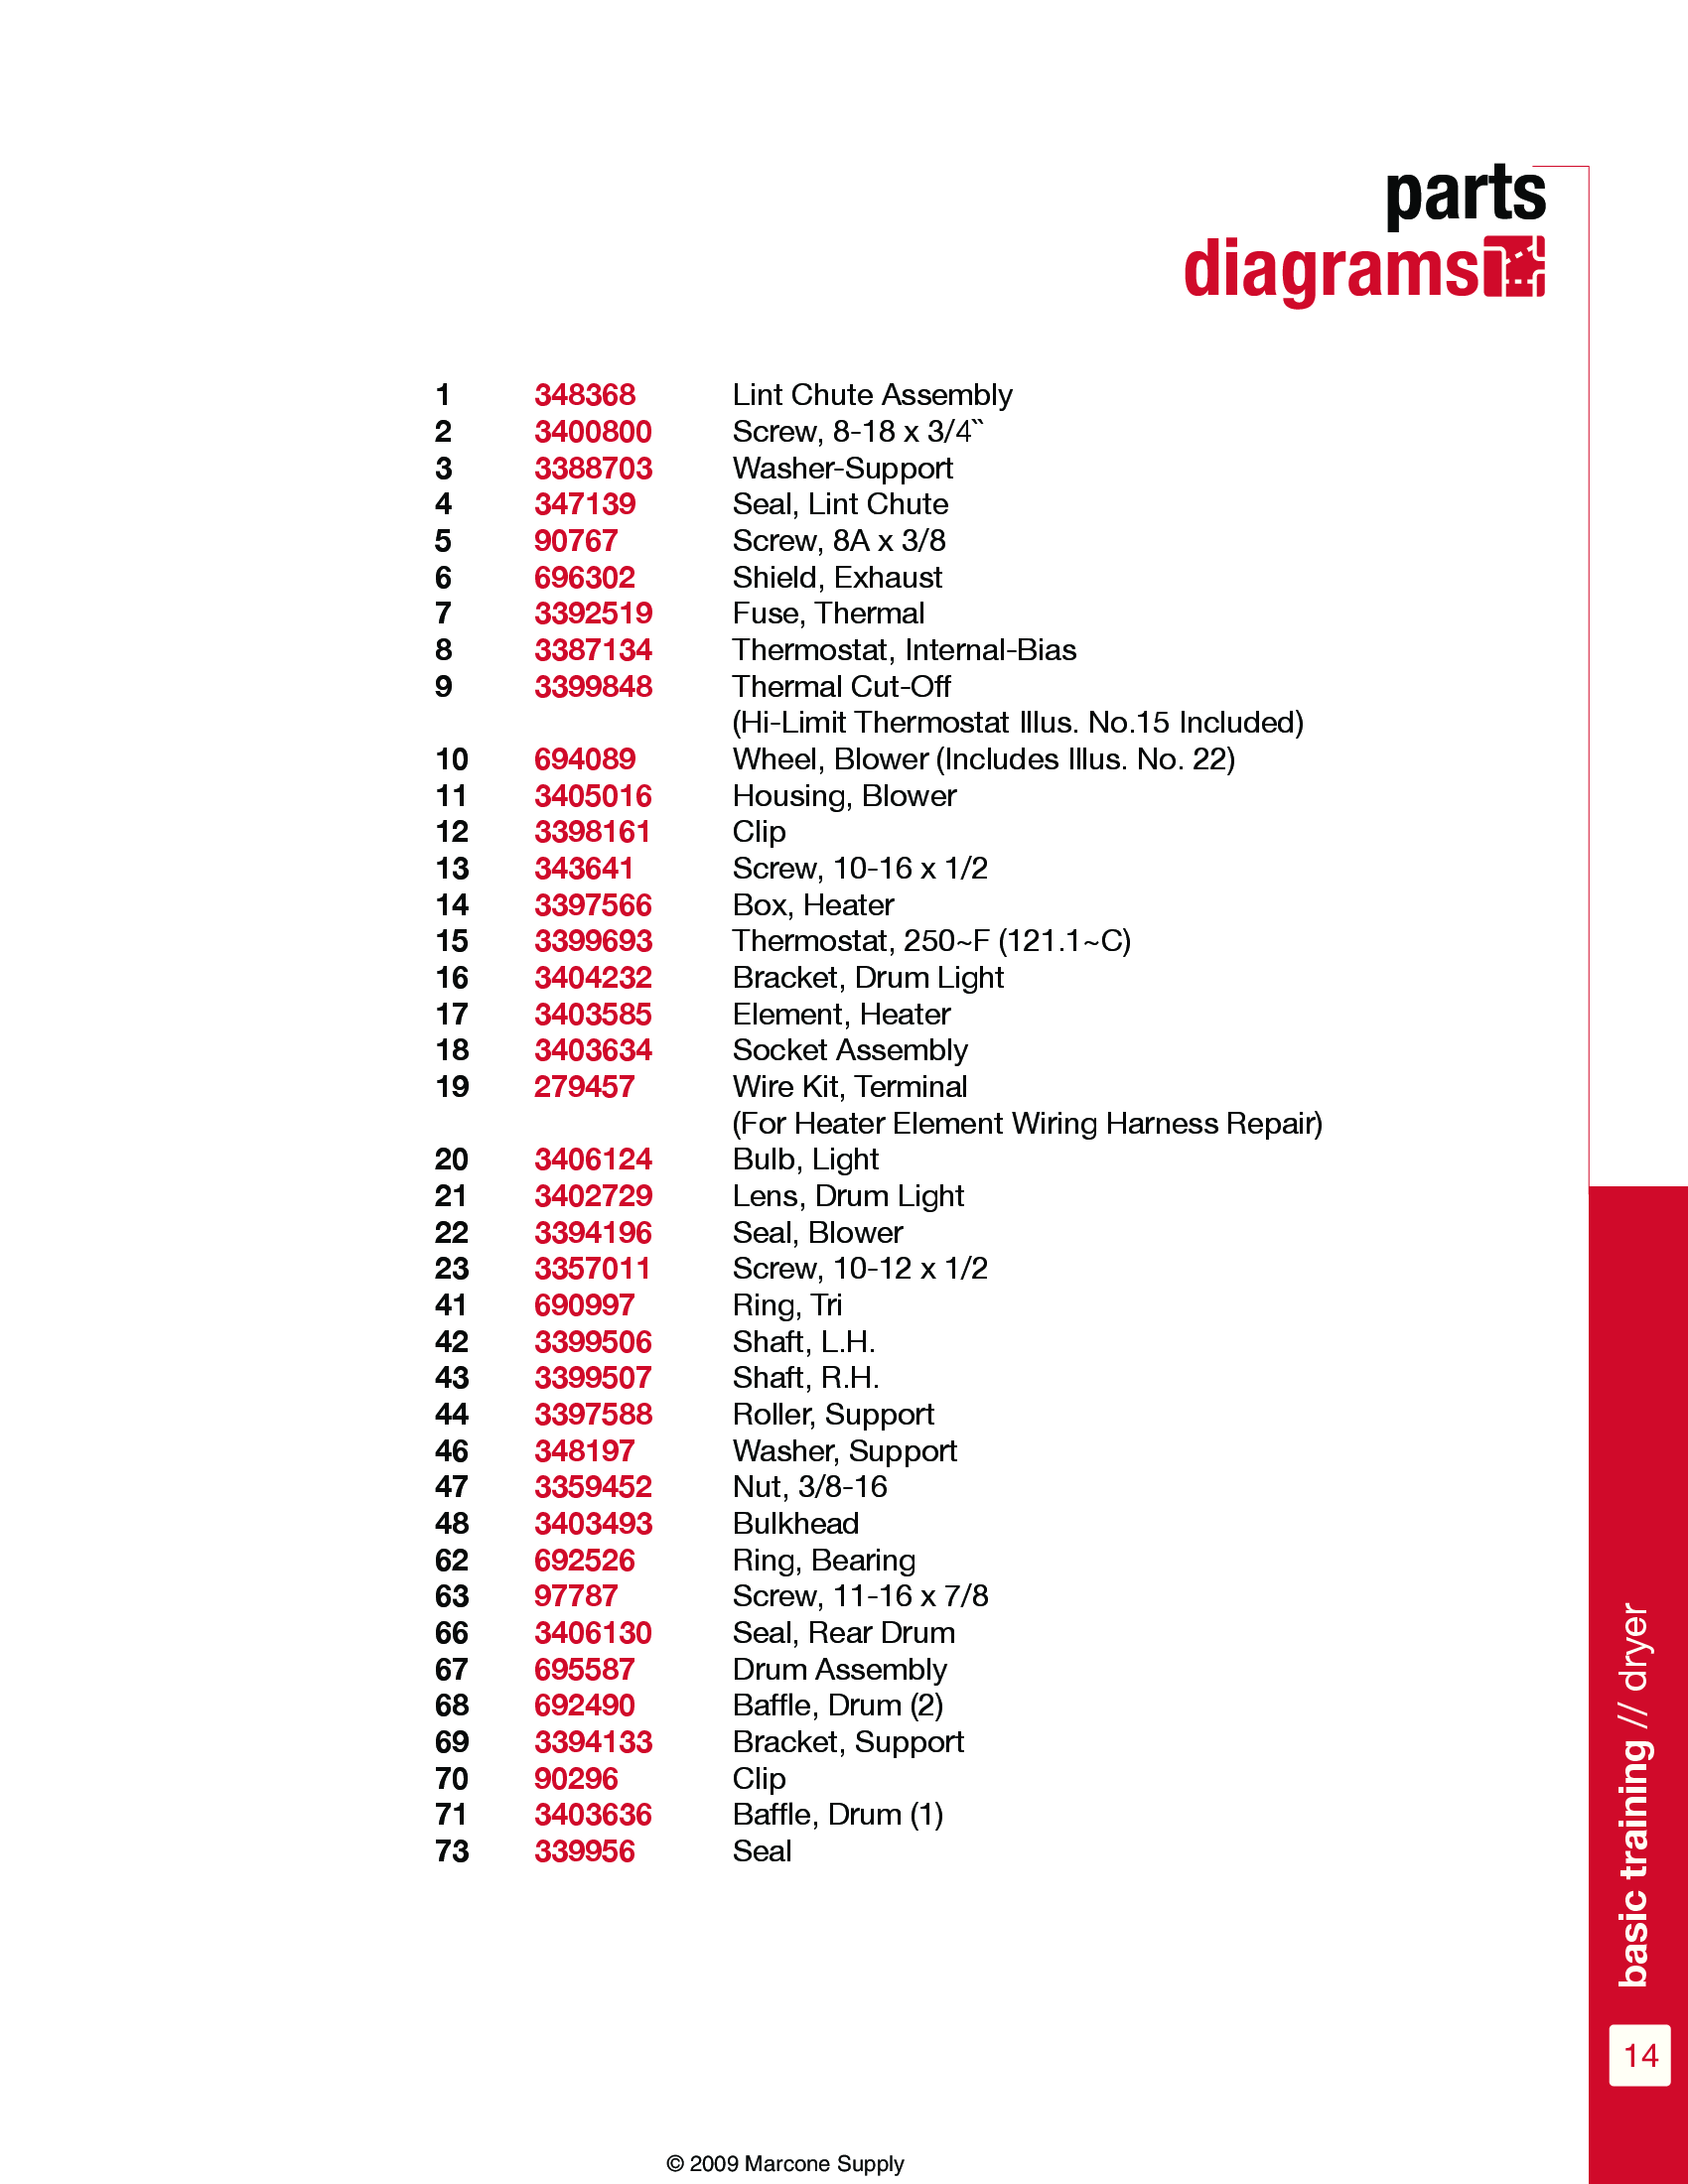 parts
diagrams
1 348368 Lint Chute Assembly
2 3400800 Screw, 8-18 x 3/4‶
3 3388703 Washer-Support
4 347139 Seal, Lint Chute
5 90767 Screw, 8A x 3/8
6 696302 Shield, Exhaust
7 3392519 Fuse, Thermal
8 3387134 Thermostat, Internal-Bias
9 3399848 Thermal Cut-Off
(Hi-Limit Thermostat Illus. No.15 Included)
10 694089 Wheel, Blower (Includes Illus. No. 22)
11 3405016 Housing, Blower
12 3398161 Clip
13 343641 Screw, 10-16 x 1/2
14 3397566 Box, Heater
15 3399693 Thermostat, 250~F (121.1~C)
16 3404232 Bracket, Drum Light
17 3403585 Element, Heater
18 3403634 Socket Assembly
19 279457 Wire Kit, Terminal
(For Heater Element Wiring Harness Repair)
20 3406124 Bulb, Light
21 3402729 Lens, Drum Light
22 3394196 Seal, Blower
23 3357011 Screw, 10-12 x 1/2
41 690997 Ring, Tri
42 3399506 Shaft, L.H.
43 3399507 Shaft, R.H.
44 3397588 Roller, Support
46 348197 Washer, Support
47 3359452 Nut, 3/8-16
48 3403493 Bulkhead
62 692526 Ring, Bearing
63 97787 Screw, 11-16 x 7/8
66 3406130 Seal, Rear Drum
67 695587 Drum Assembly
68 692490 Baffle, Drum (2)
69 3394133 Bracket, Support
70 90296 Clip
71 3403636 Baffle, Drum (1)
73 339956 Seal
basic training // dryer
14
© 2009 Marcone Supply